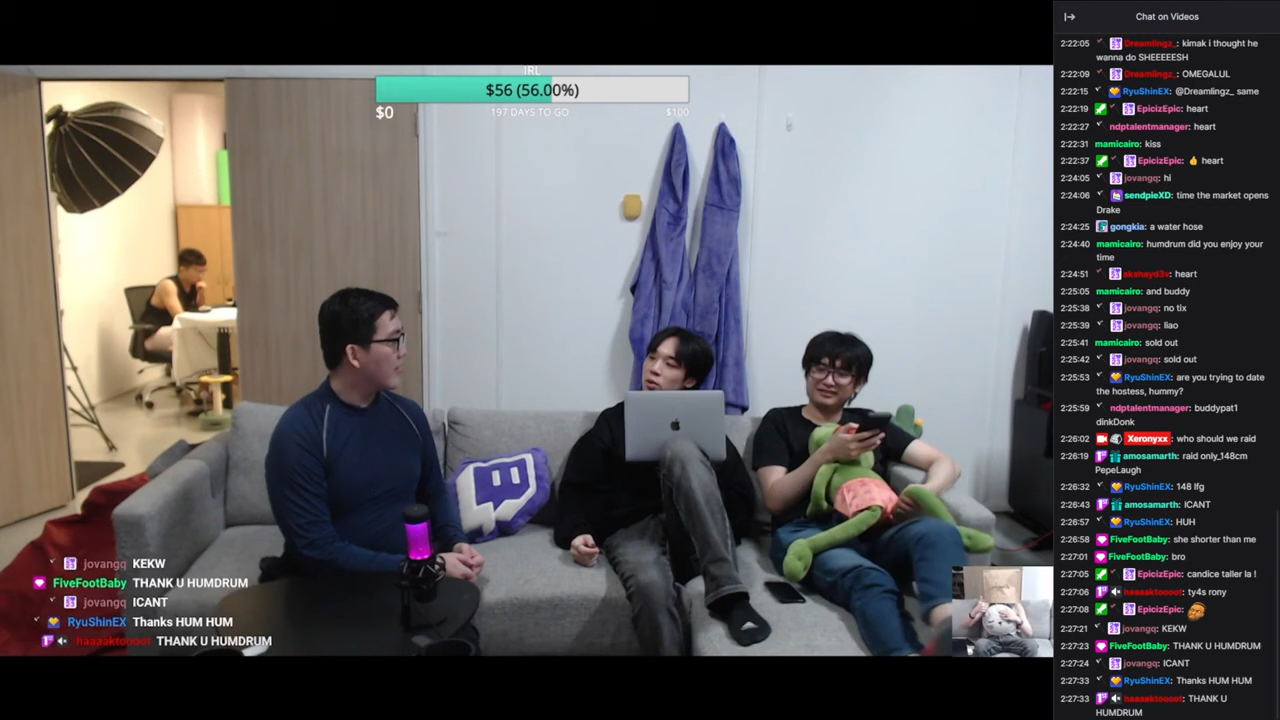 IRL
$56 (56.00%)
$0
197 DAYS TO GO
$100
jovangq KEKW
FiveFootBaby THANK U HUMDRUM
jovangq ICANT
RyuShinEX Thanks HUM HUM
haaaaktoooot THANK U HUMDRUM
Chat on Videos
2:22:05 Dreamlingz_: kimak i thought he
wanna do SHEEEEESH
2:22:09 Dreamlingz_: OMEGALUL
2:22:15 RyuShinEX: @Dreamlingz_ same
2:22:19 EpicizEpic: heart
2:22:27 ndptalentmanager: heart
2:22:31 mamicairo: kiss
2:22:37 EpicizEpic: 👍 heart
2:24:05 jovangq: hi
2:24:06 sendpieXD: time the market opens
Drake
2:24:25 gongkia: a water hose
2:24:40 mamicairo: humdrum did you enjoy your
time
2:24:51 akshayd3v: heart
2:25:05 mamicairo: and buddy
2:25:38 jovangq: no tix
2:25:39 jovangq: liao
2:25:41 mamicairo: sold out
2:25:42 jovangq: sold out
2:25:53 RyuShinEX: are you trying to date
the hostess, hummy?
2:25:59 ndptalentmanager: buddypat1
dinkDonk
2:26:02 Xeronyxx: who should we raid
2:26:19 amosamarth: raid only_148cm
PepeLaugh
2:26:32 RyuShinEX: 148 lfg
2:26:43 amosamarth: ICANT
2:26:57 RyuShinEX: HUH
2:26:58 FiveFootBaby: she shorter than me
2:27:01 FiveFootBaby: bro
2:27:05 EpicizEpic: candice taller la !
2:27:06 haaaaktoooot: ty4s rony
2:27:08 EpicizEpic:
2:27:21 jovangq: KEKW
2:27:23 FiveFootBaby: THANK U HUMDRUM
2:27:24 jovangq: ICANT
2:27:33 RyuShinEX: Thanks HUM HUM
2:27:33 haaaaktoooot: THANK U
HUMDRUM